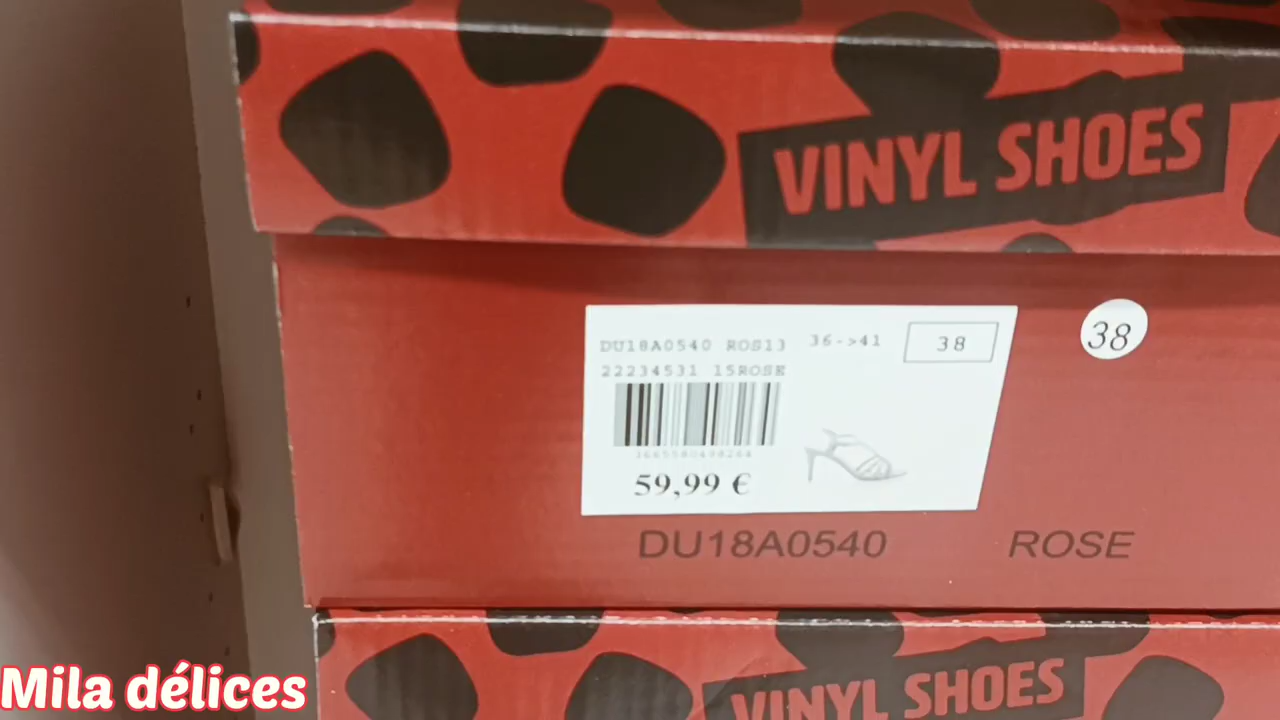 VINYL SHOES
DU18A0540 ROS13 36->41 38
22234531 15ROSE
59,99 €
38
DU18A0540 ROSE
VINYL SHOES
Mila délices